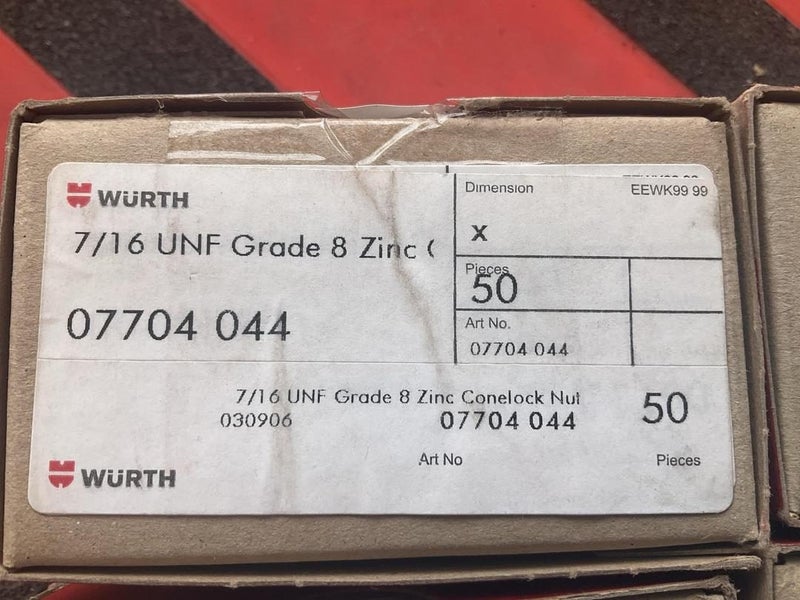 WÜRTH
7/16 UNF Grade 8 Zinc C
07704 044
Dimension EEWK99 99
X
Pieces
50
Art No.
07704 044
7/16 UNF Grade 8 Zinc Conelock Nut
030906 07704 044 50
Art No Pieces
WÜRTH